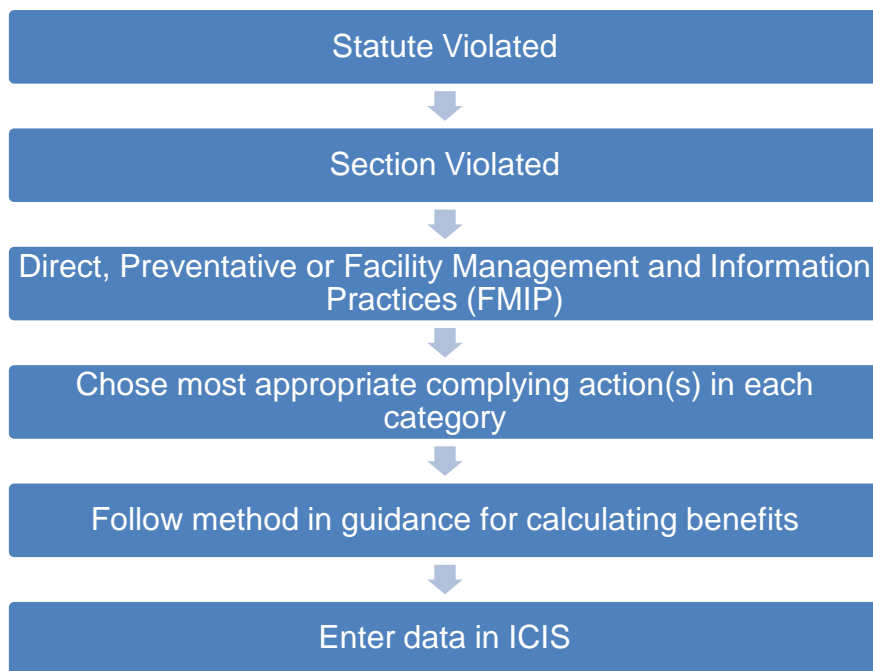 Statute Violated
Section Violated
Direct, Preventative or Facility Management and Information
Practices (FMIP)
Chose most appropriate complying action(s) in each
category
Follow method in guidance for calculating benefits
Enter data in ICIS